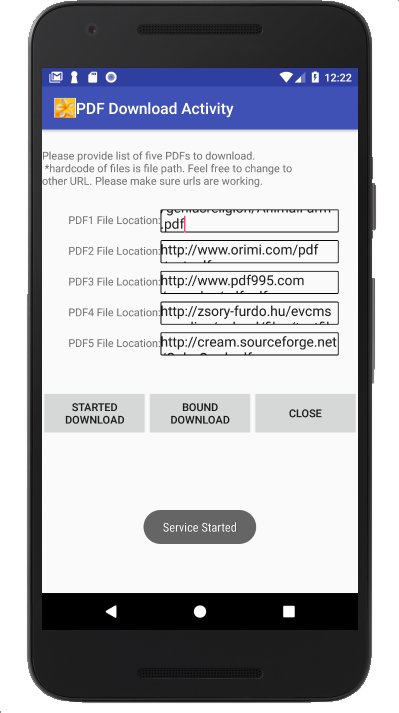 12:22
PDF Download Activity
Please provide list of five PDFs to download.
*hardcode of files is file path. Feel free to change to
other URL. Please make sure urls are working.
PDF1 File Location:
.pdf
PDF2 File Location: http://www.orimi.com/pdf
PDF3 File Location: http://www.pdf995.com
PDF4 File Location: http://zsory-furdo.hu/evcms
PDF5 File Location: http://cream.sourceforge.net
STARTED DOWNLOAD
BOUND DOWNLOAD
CLOSE
Service Started